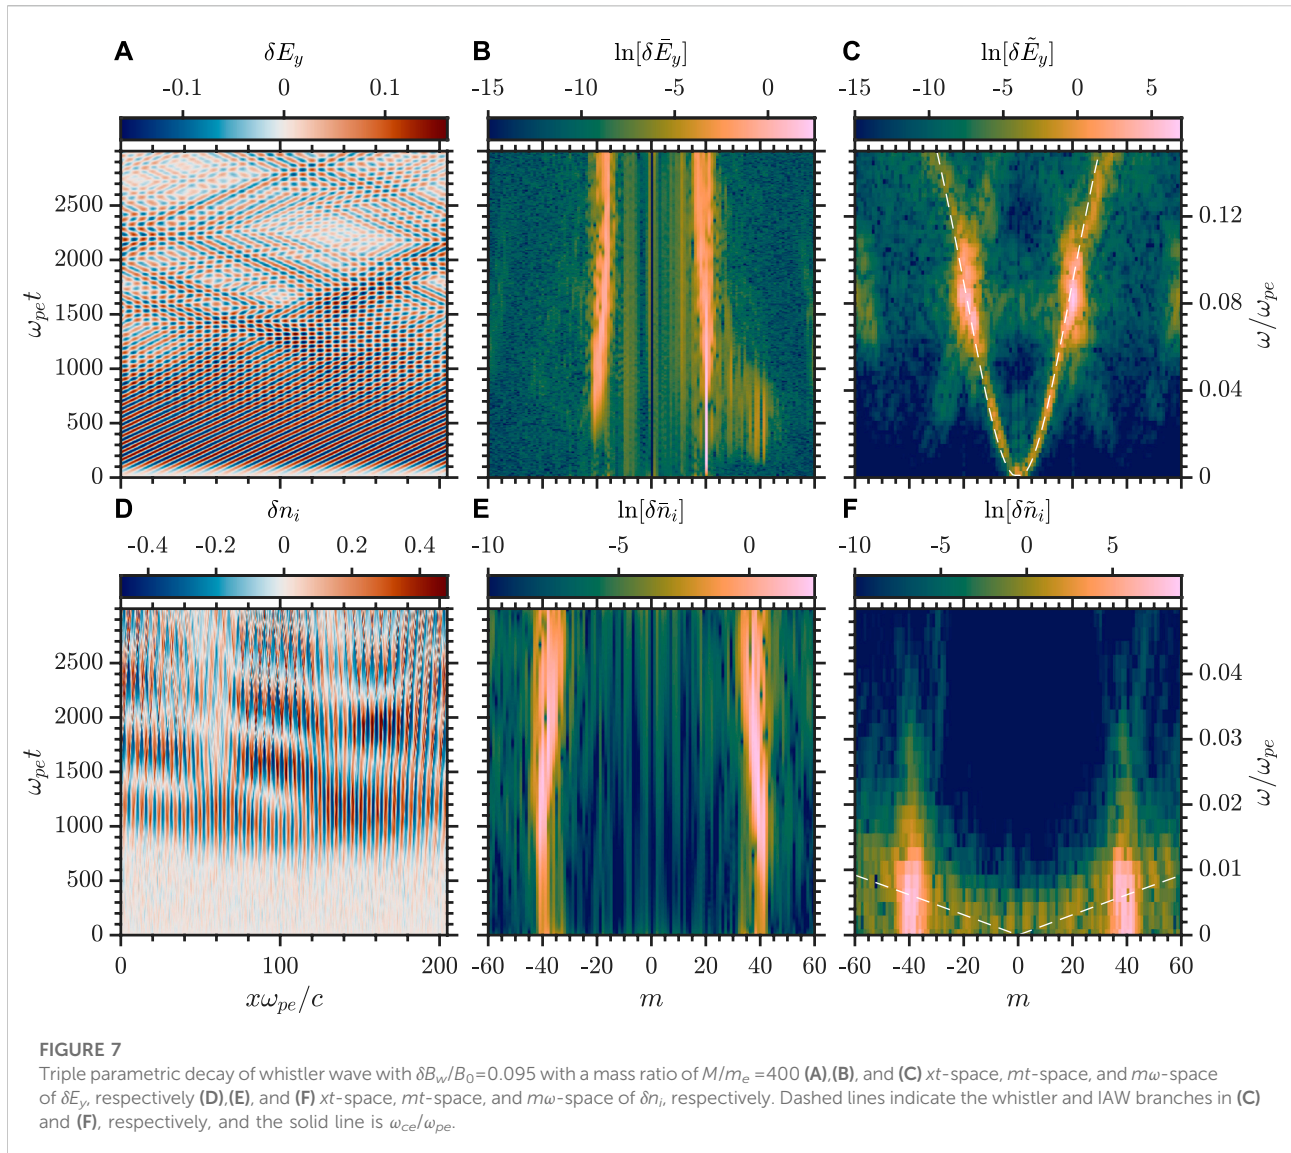 A δE_y
-0.1 0 0.1
B ln[δĒ_y]
-15 -10 -5 0
C ln[δẼ_y]
-15 -10 -5 0 5
ω_pe t
2500
2000
1500
1000
500
0
0.12
0.08
0.04
0
ω/ω_pe
D δn_i
-0.4 -0.2 0 0.2 0.4
E ln[δn̄_i]
-10 -5 0
F ln[δñ_i]
-10 -5 0 5
ω_pe t
2500
2000
1500
1000
500
0
0.04
0.03
0.02
0.01
0
ω/ω_pe
0 100 200
xω_pe/c
-60 -40 -20 0 20 40 60
m
-60 -40 -20 0 20 40 60
m
FIGURE 7
Triple parametric decay of whistler wave with δB_w/B_0=0.095 with a mass ratio of M/m_e=400 (A),(B), and (C) xt-space, mt-space, and mω-space
of δE_y, respectively (D),(E), and (F) xt-space, mt-space, and mω-space of δn_i, respectively. Dashed lines indicate the whistler and IAW branches in (C)
and (F), respectively, and the solid line is ω_ce/ω_pe.